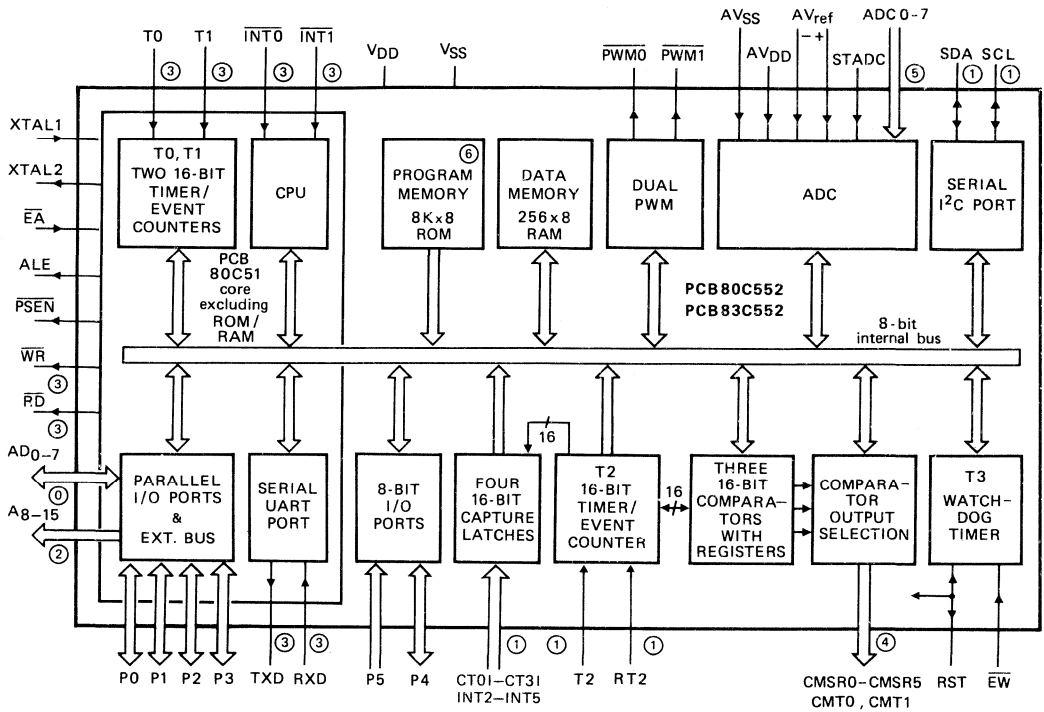 T0 T1 INT0 INT1
③ ③ ③ ③
VDD VSS
PWM0 PWM1
AVSS AVref ADC0-7
- +
AVDD STADC ⑤
SDA SCL
① ①
XTAL1
XTAL2
EA
ALE
PSEN
WR
③
RD
③
AD0-7
⓪
A8-15
②
T0, T1
TWO 16-BIT
TIMER/
EVENT
COUNTERS
CPU
⑥
PROGRAM
MEMORY
8Kx8
ROM
DATA
MEMORY
256x8
RAM
DUAL
PWM
ADC
SERIAL
I2C PORT
PCB
80C51
core
excluding
ROM/
RAM
PCB80C552
PCB83C552
8-bit
internal bus
PARALLEL
I/O PORTS
&
EXT. BUS
SERIAL
UART
PORT
8-BIT
I/O
PORTS
FOUR
16-BIT
CAPTURE
LATCHES
16
T2
16-BIT
TIMER/
EVENT
COUNTER
16
THREE
16-BIT
COMPARA-
TORS
WITH
REGISTERS
COMPARA-
TOR
OUTPUT
SELECTION
T3
WATCH-
DOG
TIMER
③ ③ ① ① ① ④
P0 P1 P2 P3 TXD RXD P5 P4 CT0I-CT3I T2 RT2 CMSR0-CMSR5 RST EW
INT2-INT5 CMT0, CMT1